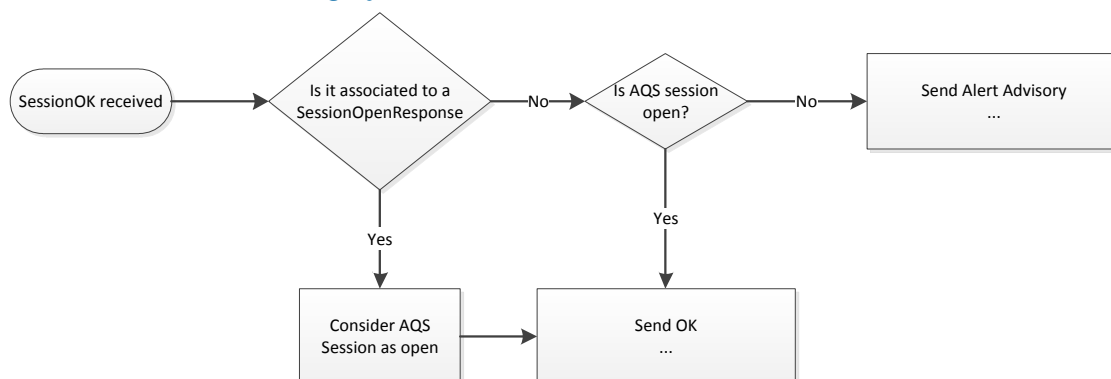 SessionOK received
Is it associated to a
SessionOpenResponse
No
Is AQS session
open?
No
Send Alert Advisory
...
Yes
Yes
Consider AQS
Session as open
Send OK
...